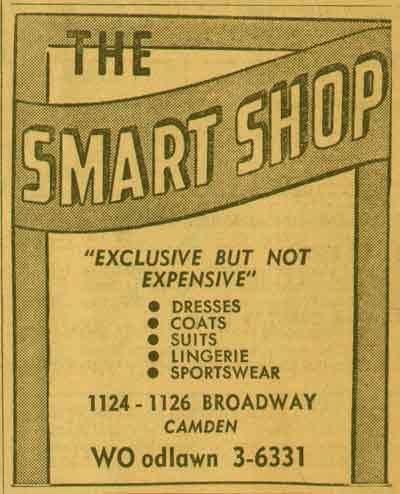 THE
SMART SHOP
"EXCLUSIVE BUT NOT
EXPENSIVE"
● DRESSES
● COATS
● SUITS
● LINGERIE
● SPORTSWEAR
1124 - 1126 BROADWAY
CAMDEN
WO odlawn 3-6331